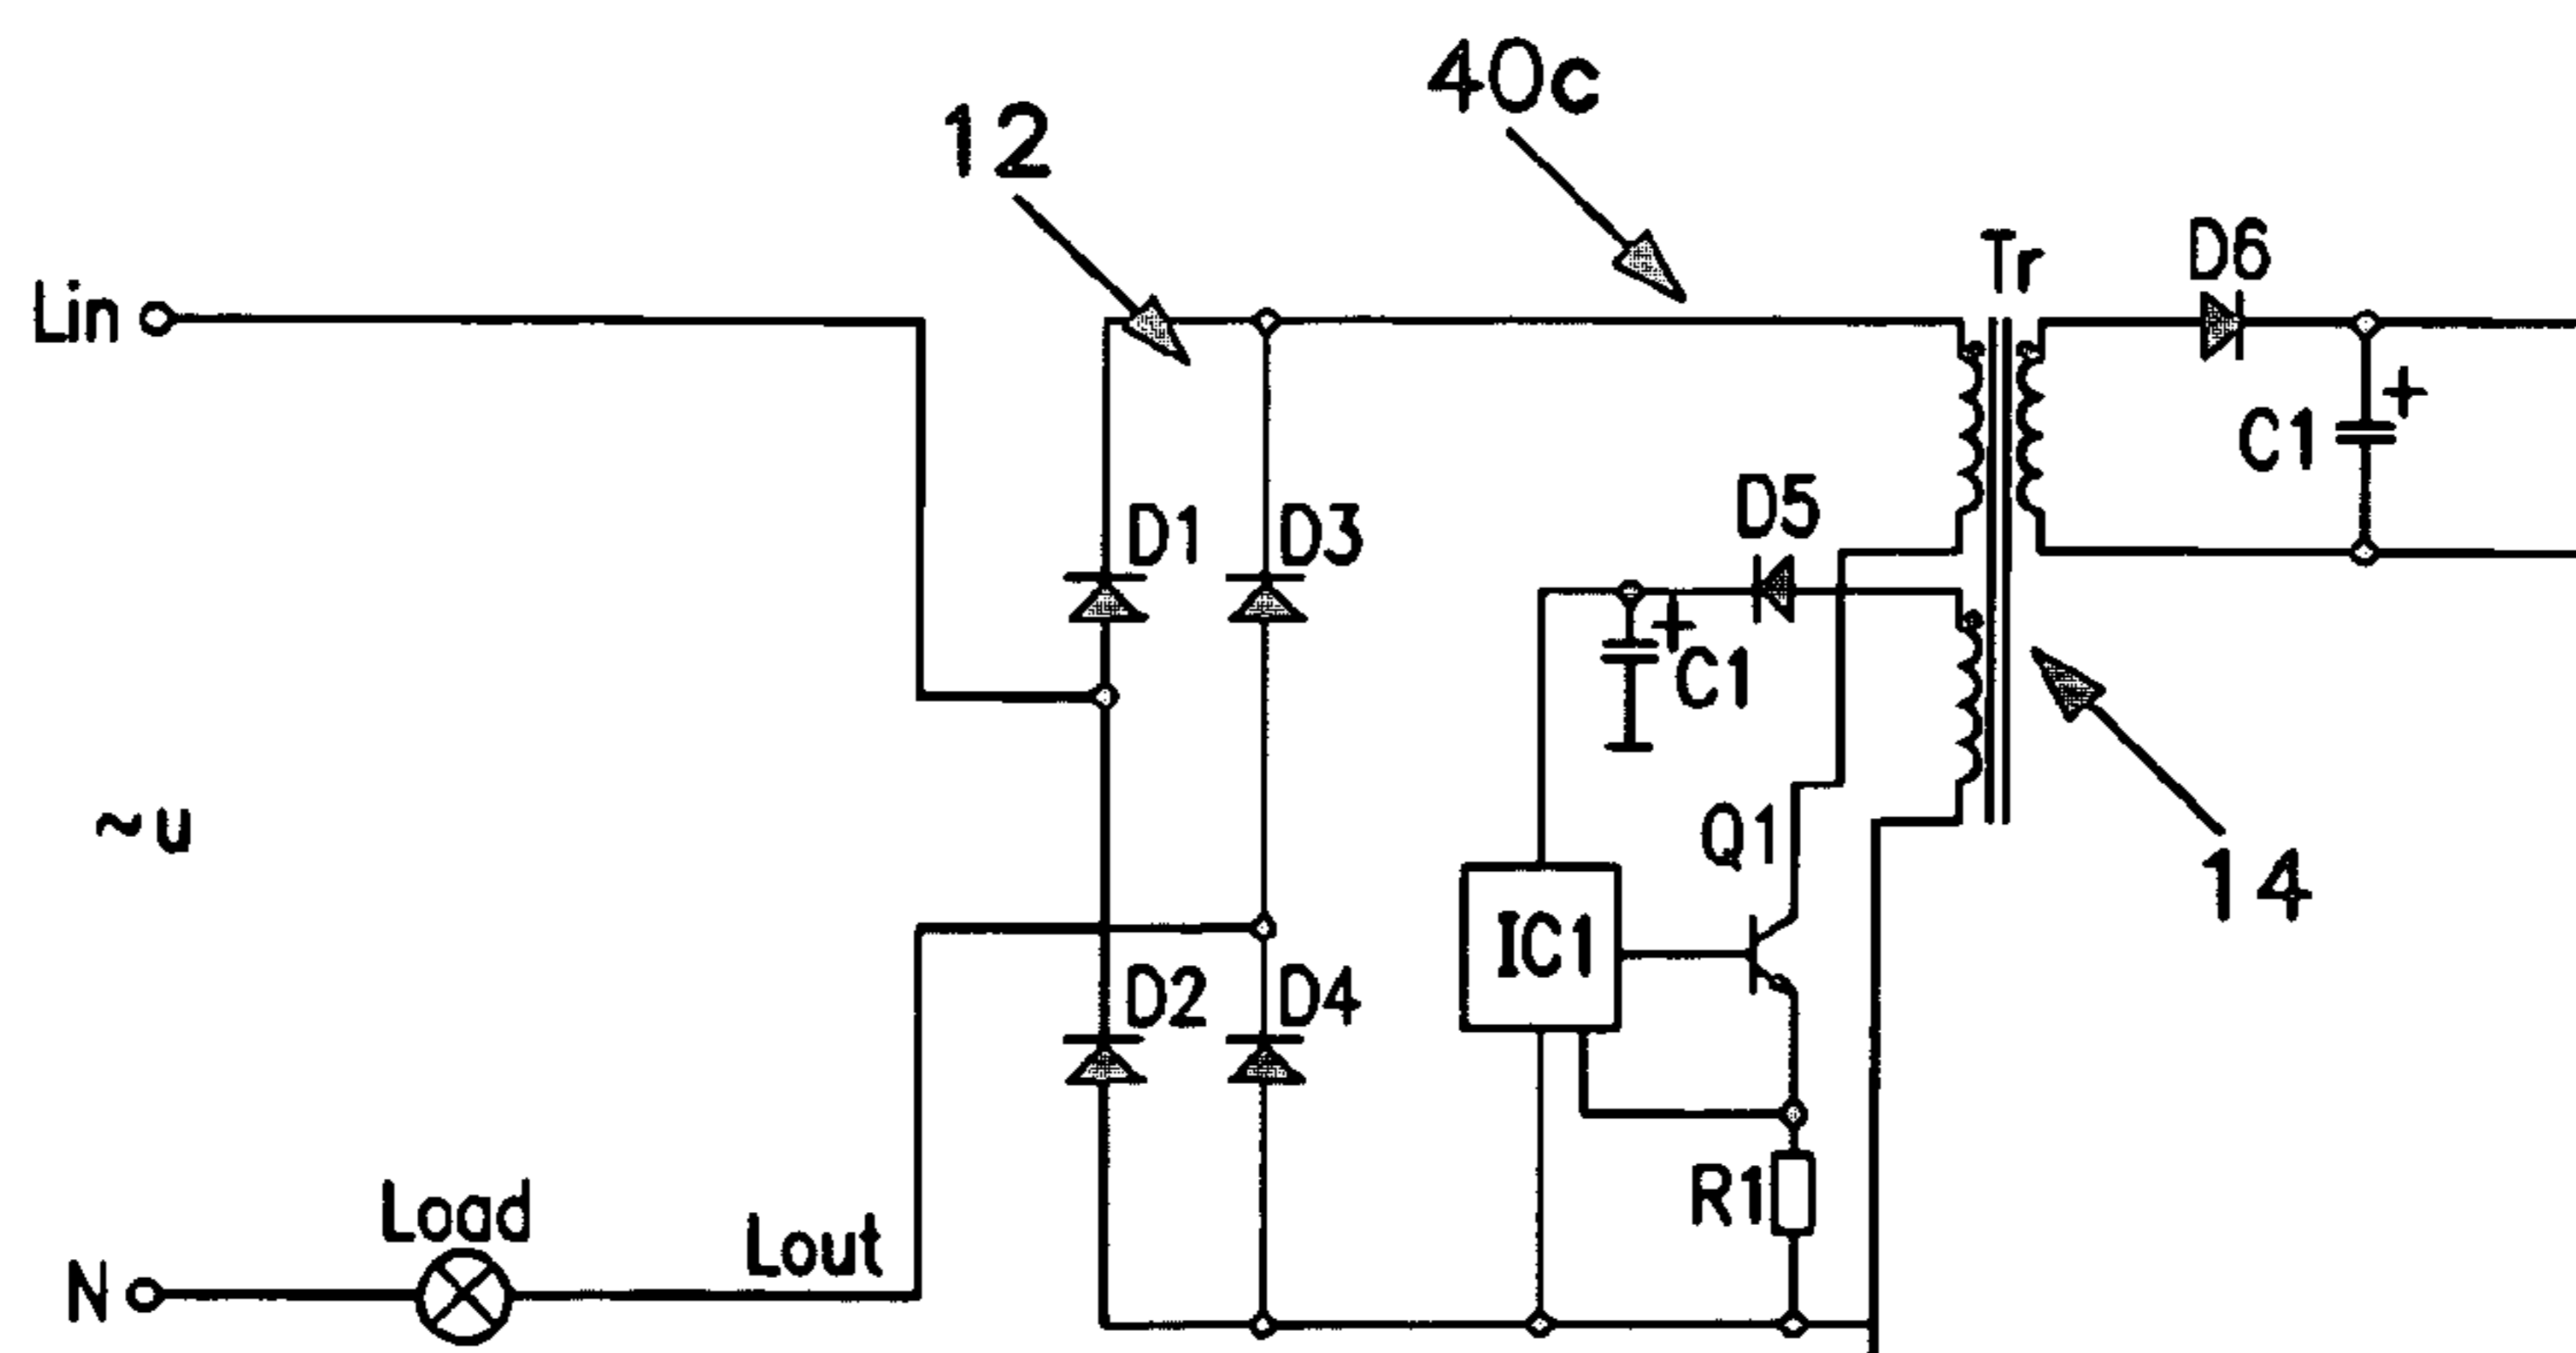 40c
12
Tr
D6
Lin
+
C1
D1
D3
D5
+
C1
~u
Q1
14
IC1
D2
D4
Load
R1
Lout
N